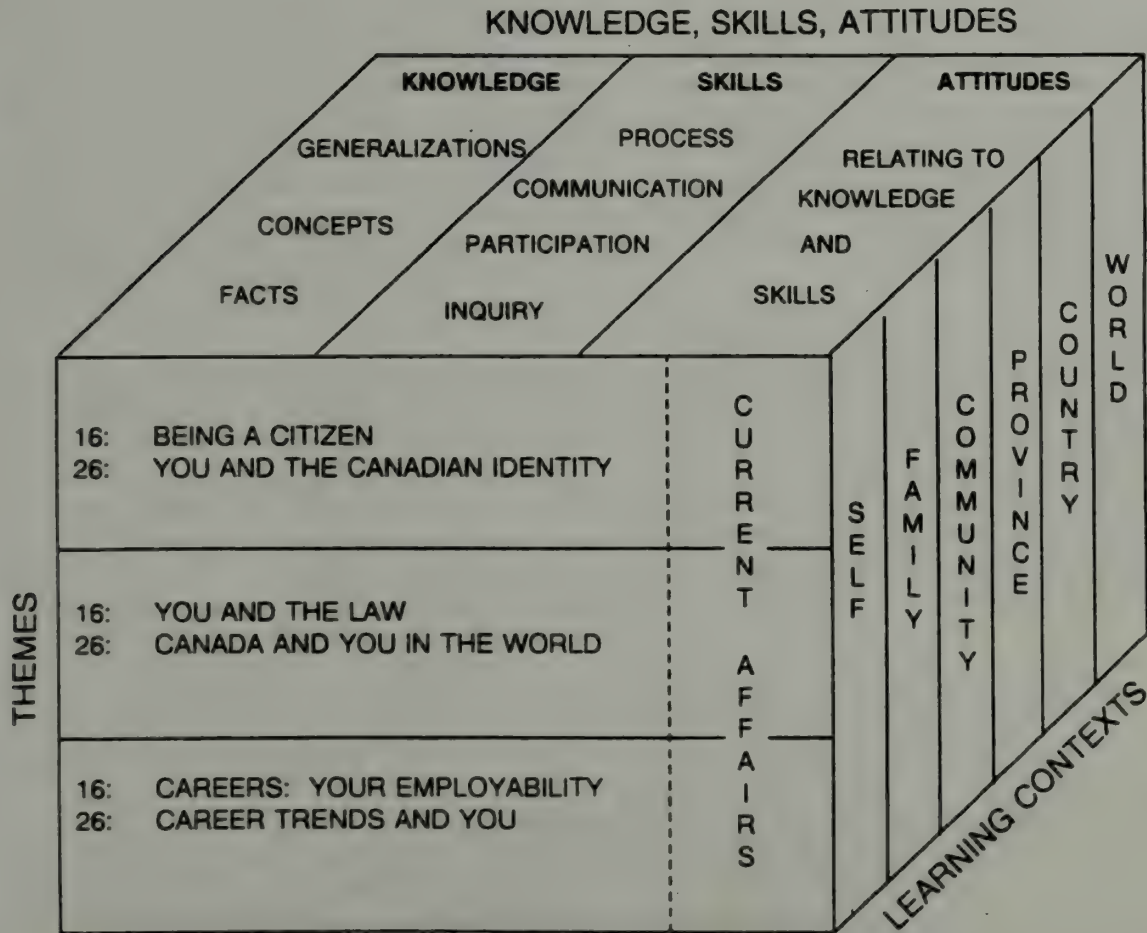 KNOWLEDGE, SKILLS, ATTITUDES
KNOWLEDGE
GENERALIZATIONS
CONCEPTS
FACTS
SKILLS
PROCESS
COMMUNICATION
PARTICIPATION
INQUIRY
ATTITUDES
RELATING TO
KNOWLEDGE
AND
SKILLS
THEMES
16: BEING A CITIZEN
26: YOU AND THE CANADIAN IDENTITY
16: YOU AND THE LAW
26: CANADA AND YOU IN THE WORLD
16: CAREERS: YOUR EMPLOYABILITY
26: CAREER TRENDS AND YOU
CURRENT AFFAIRS
SELF
FAMILY
COMMUNITY
PROVINCE
COUNTRY
WORLD
LEARNING CONTEXTS